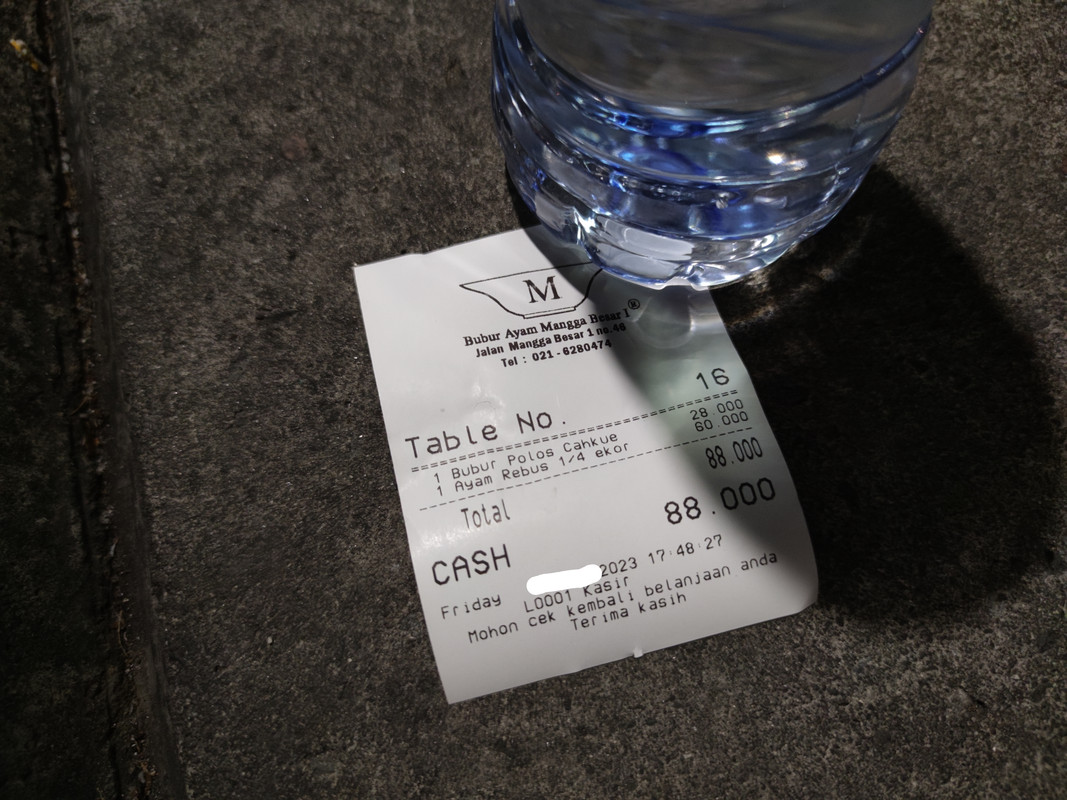 M
Bubur Ayam Mangga Besar 1®
Jalan Mangga Besar 1 no.46
Tel : 021-6280474
Table No. 16
1 Bubur Polos Cahkue 28.000
1 Ayam Rebus 1/4 ekor 60.000
Total 88.000
CASH 88.000
Friday 2023 17:48:27
L0001 Kasir
Mohon cek kembali belanjaan anda
Terima kasih